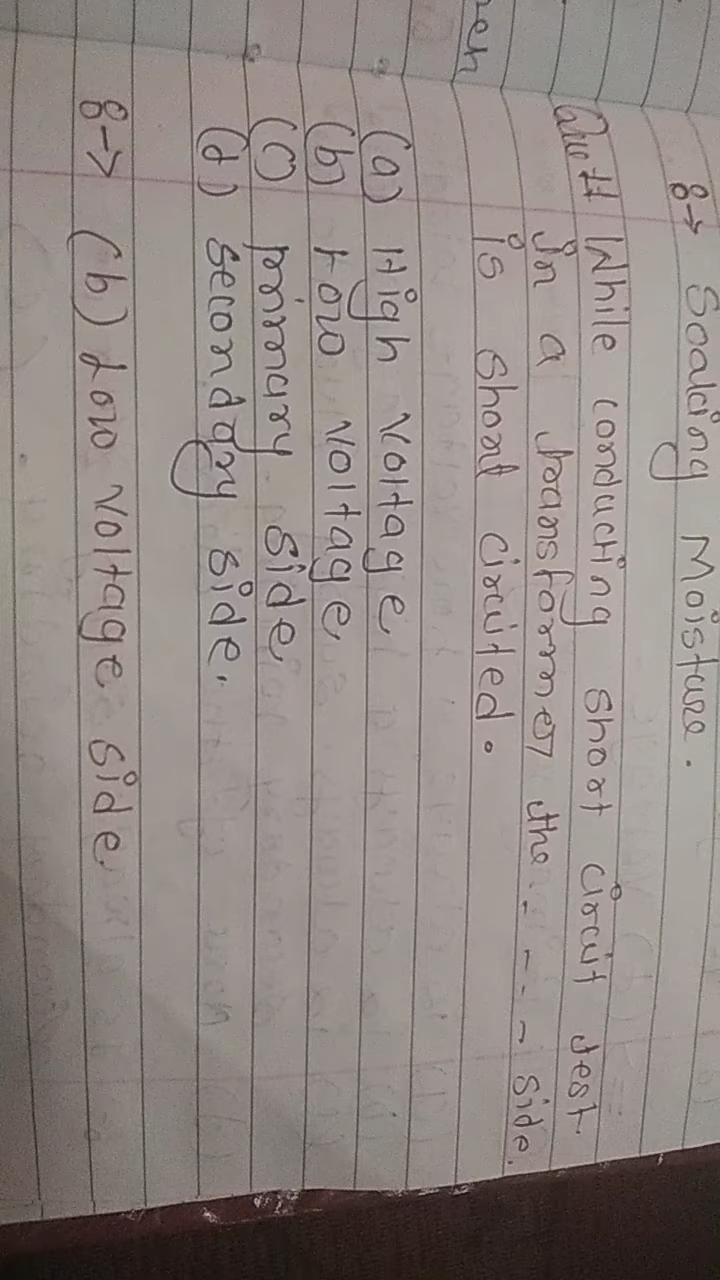 8→ Soaking Moisture.
Que 11 While conducting short circuit test
in a transformer the - - - - side.
is short circuited.
(a) High voltage
(b) Low voltage
(c) primary side
(d) secondary side.
8→ (b) Low voltage side